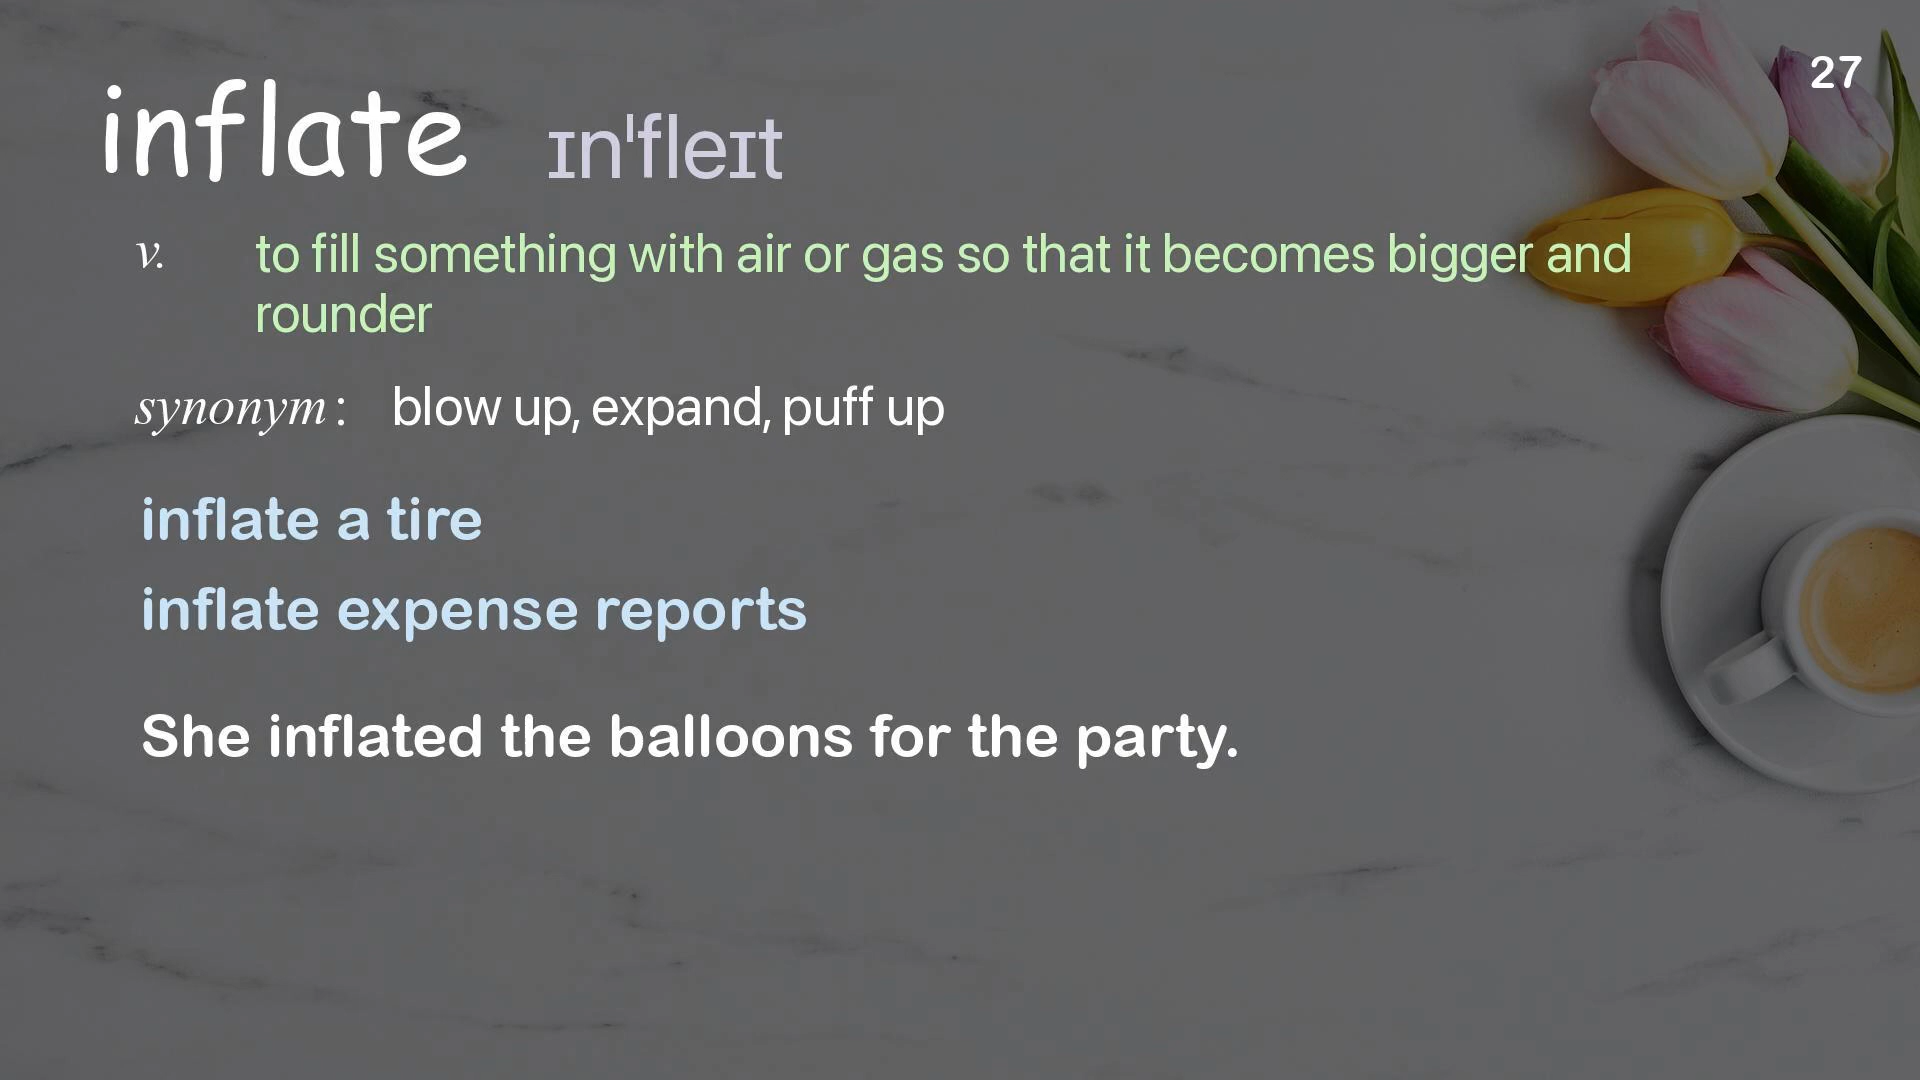 27
inflate ɪnˈfleɪt
v. to fill something with air or gas so that it becomes bigger and
rounder
synonym : blow up, expand, puff up
inflate a tire
inflate expense reports
She inflated the balloons for the party.